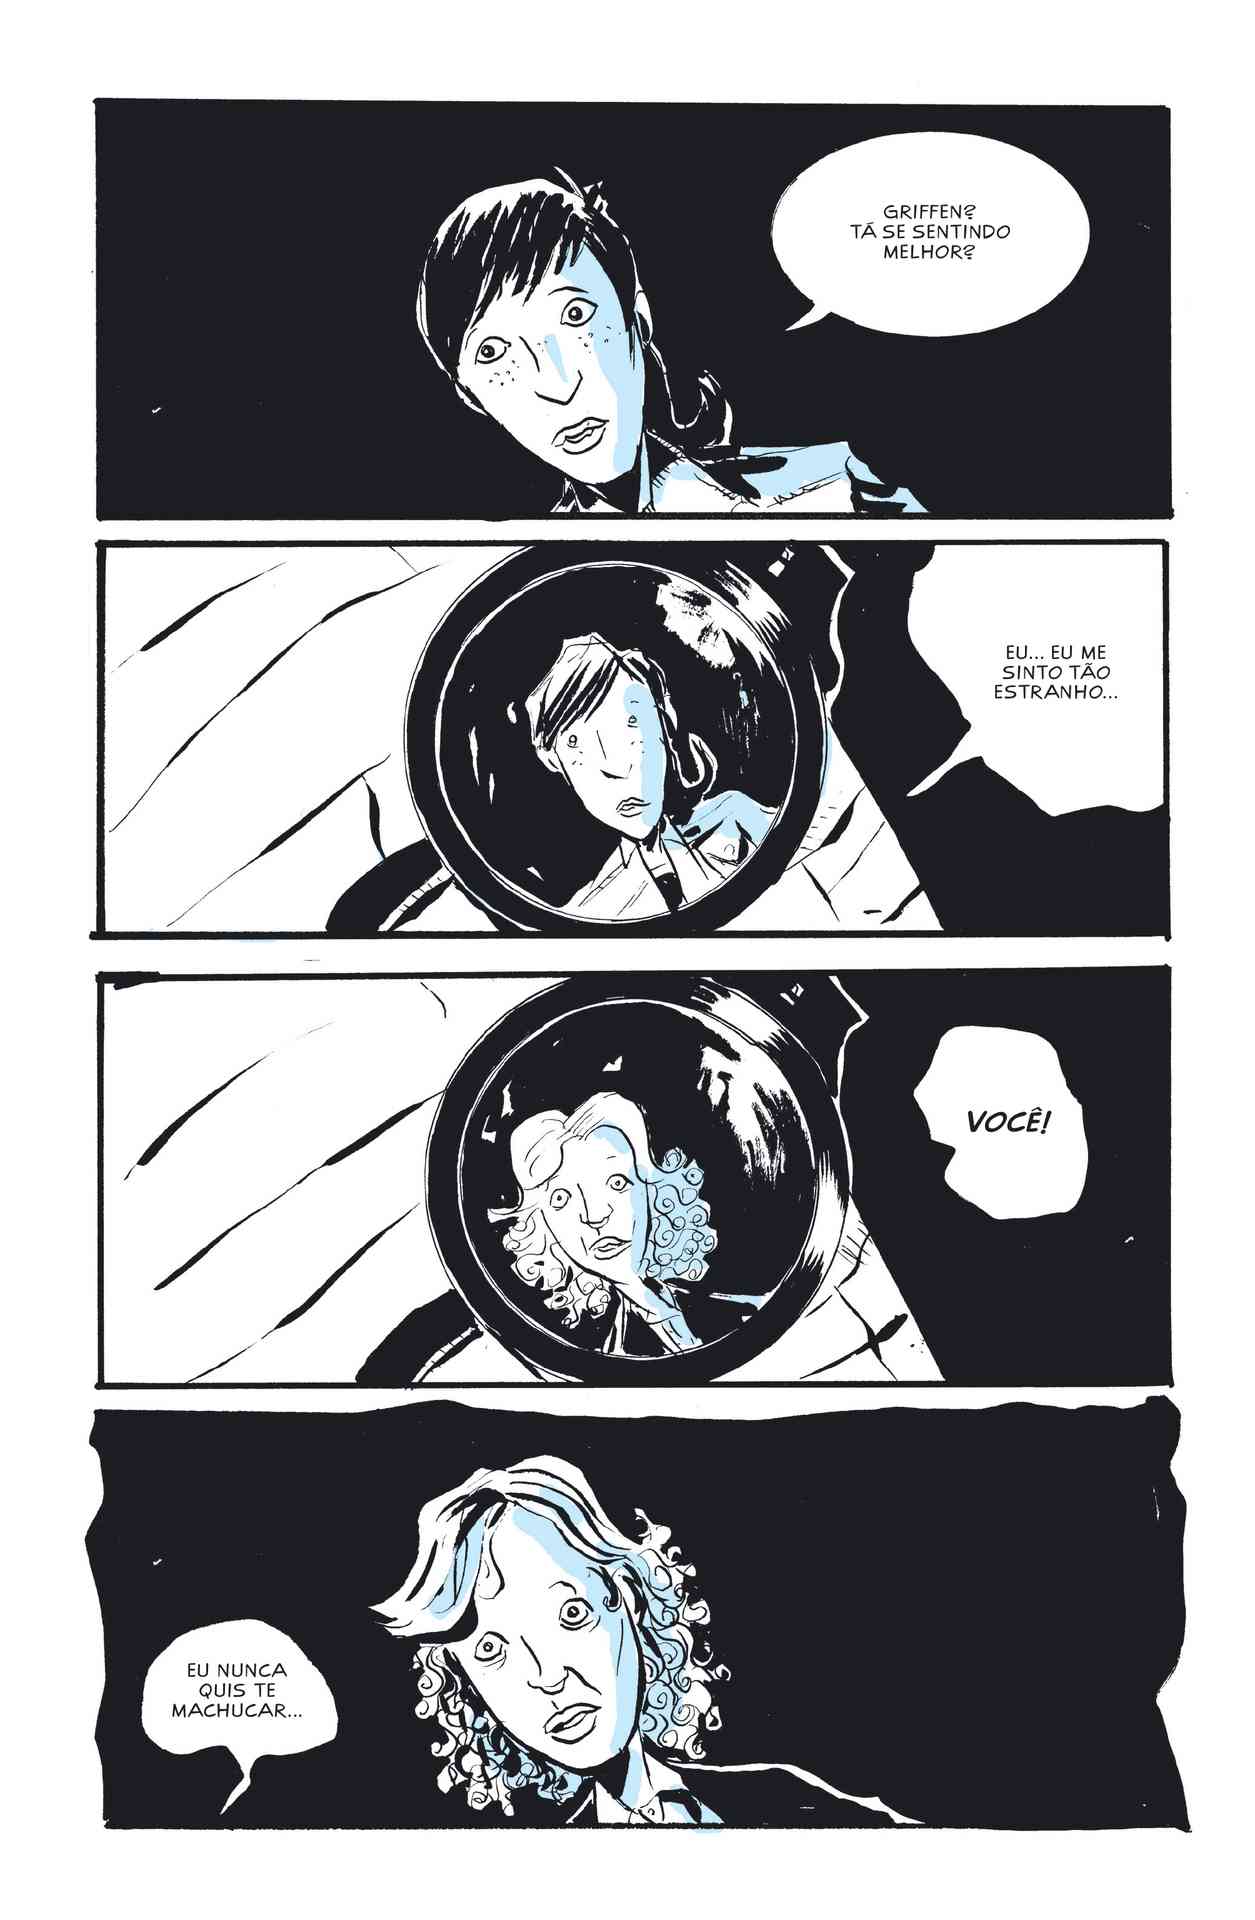 GRIFFEN?
TÁ SE SENTINDO
MELHOR?
EU... EU ME
SINTO TÃO
ESTRANHO...
VOCÊ!
EU NUNCA
QUIS TE
MACHUCAR...